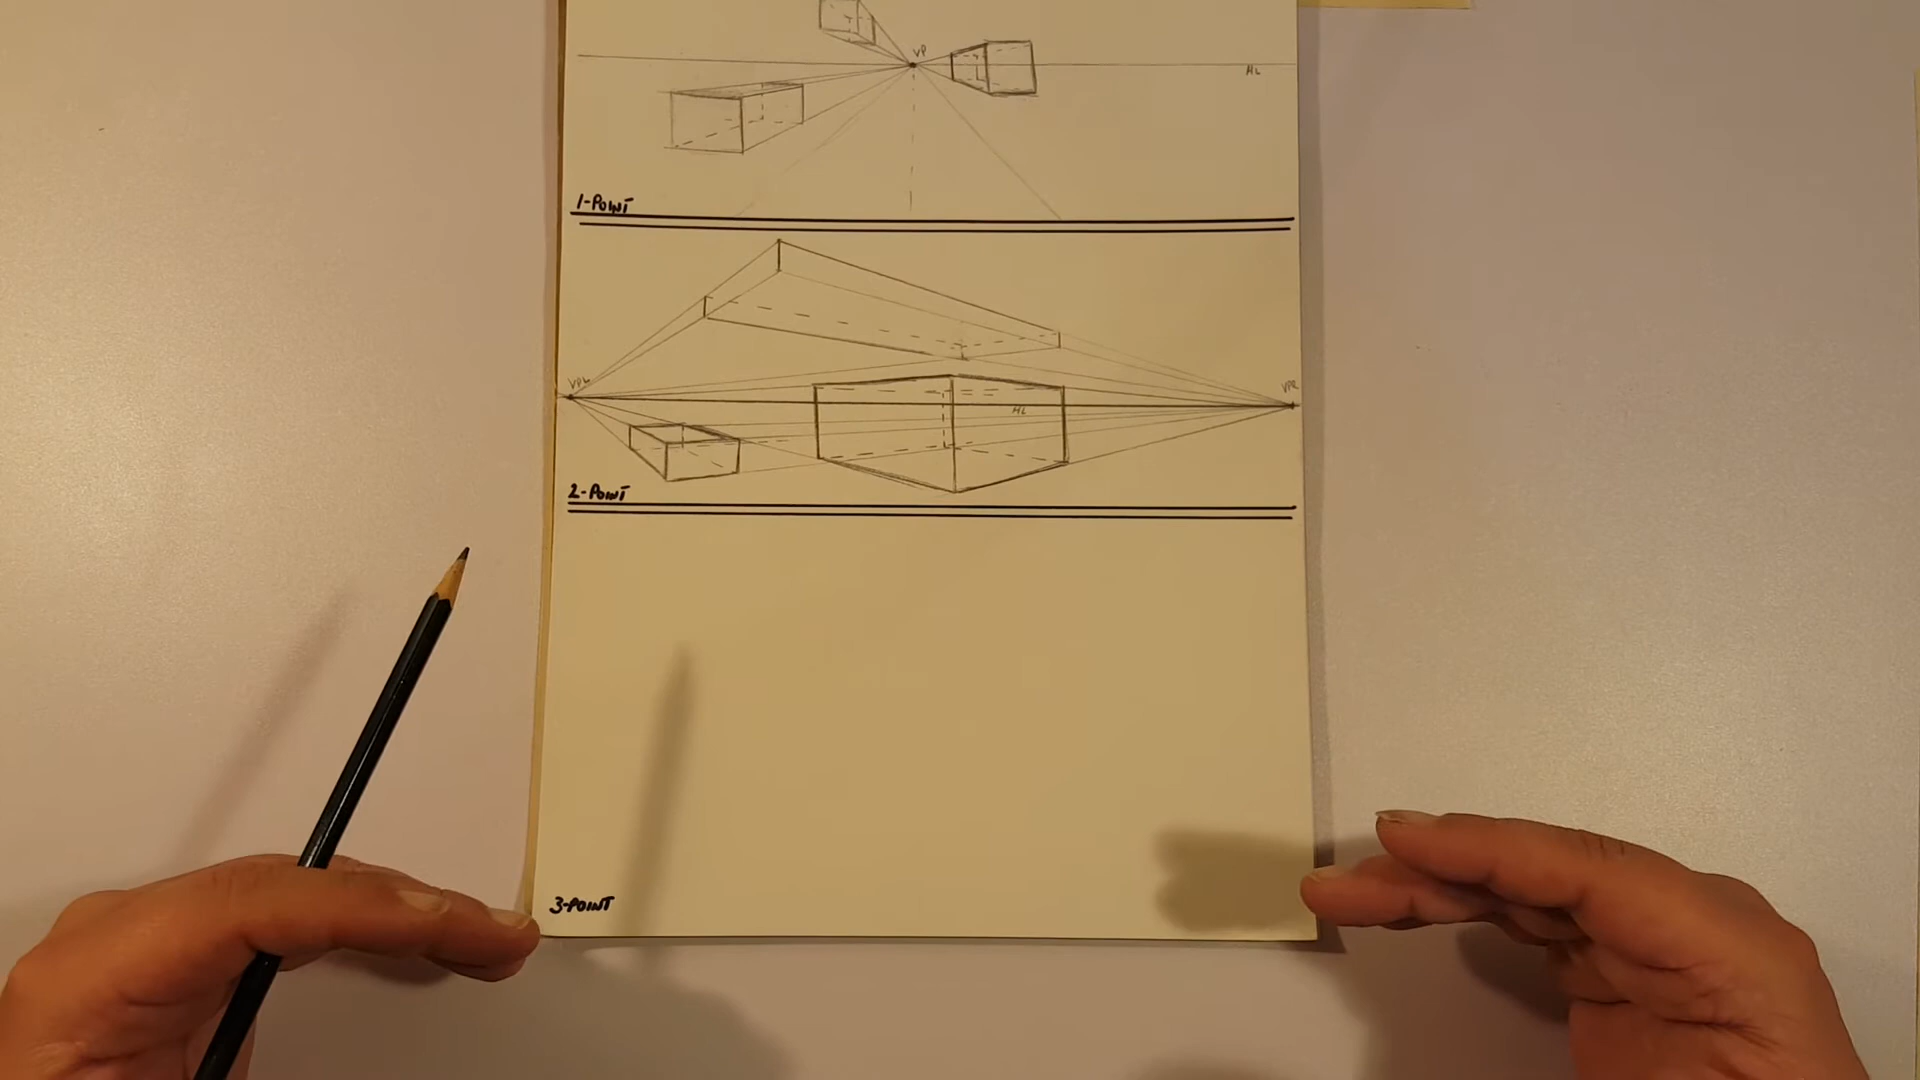 VP
HL
1-POINT
VPL
VPR
HL
2-POINT
3-POINT